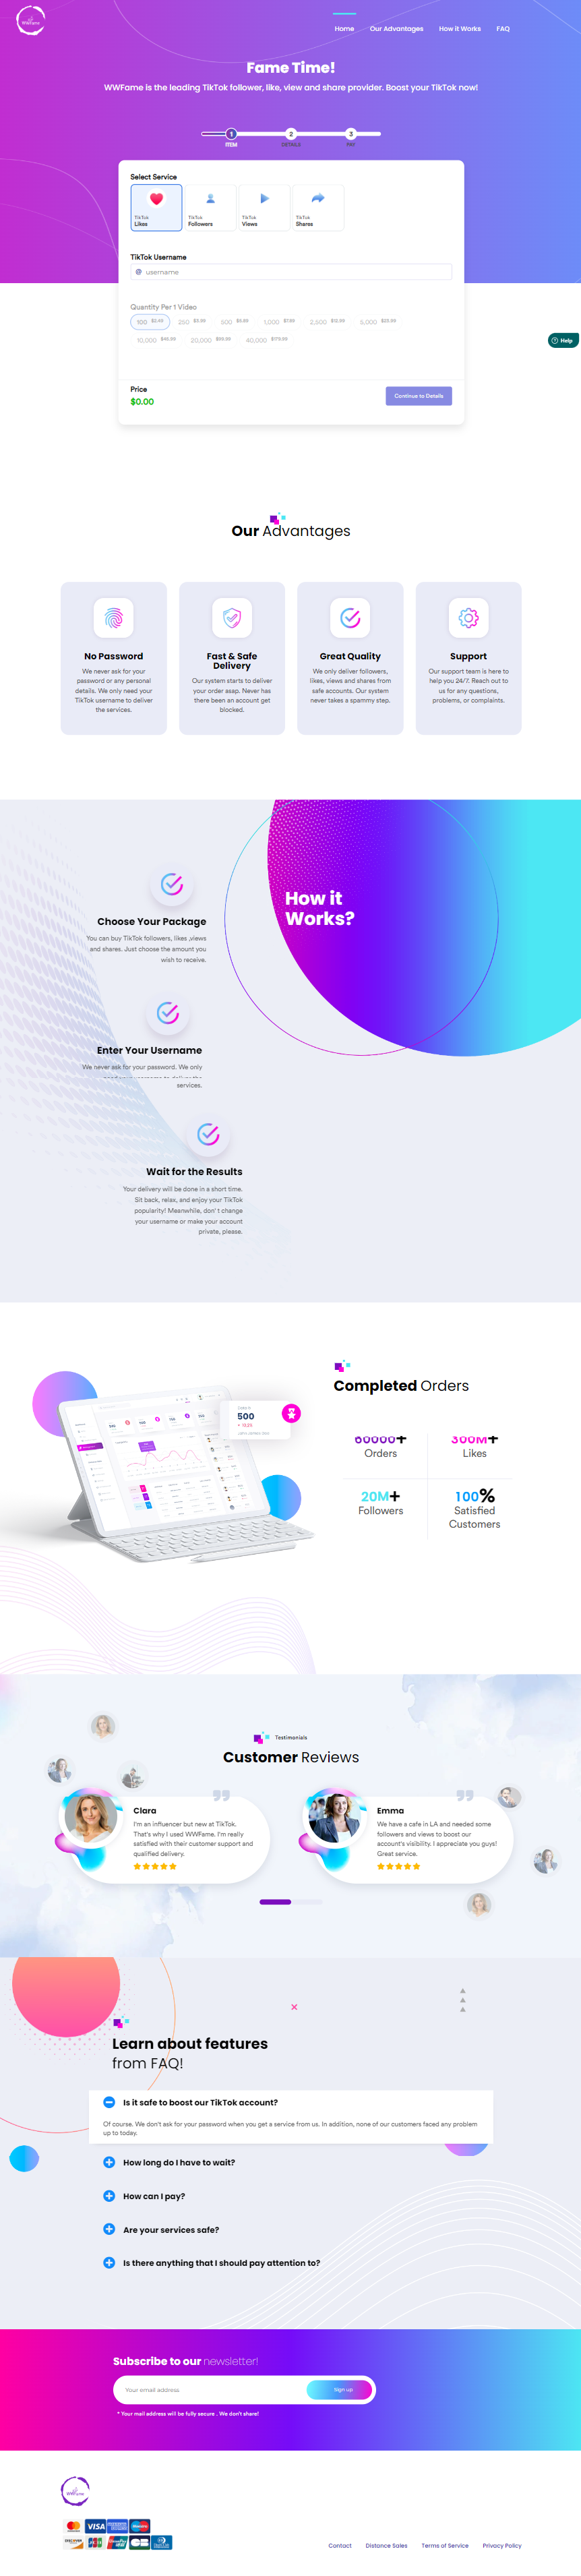 WWFame
Home Our Advantages How it Works FAQ
Fame Time!
WWFame is the leading TikTok follower, like, view and share provider. Boost your TikTok now!
1 2 3
ITEM DETAILS PAY
Select Service
TikTok TikTok TikTok TikTok
Likes Followers Views Shares
TikTok Username
@ username
Quantity Per 1 Video
100 $2.49 250 $3.99 500 1,000 $7.99 2,500 5,000
10,000 20,000 40,000
Help
Price
$0.00
Continue to Details
Our Advantages
No Password
We never ask for your
password or any personal
details. We only need your
TikTok username to deliver
the services.
Fast & Safe
Delivery
Our system starts to deliver
your order asap. Never has
there been an account get
blocked.
Great Quality
We only deliver followers,
likes, views and shares from
safe accounts. Our system
never takes a spammy step.
Support
Our support team is here to
help you 24/7. Reach out to
us for any questions,
problems, or complaints.
How it
Works?
Choose Your Package
You can buy TikTok followers, likes ,views
and shares. Just choose the amount you
wish to receive.
Enter Your Username
We never ask for your password. We only
need your username to deliver the
services.
Wait for the Results
Your delivery will be done in a short time.
Sit back, relax, and enjoy your TikTok
popularity! Meanwhile, don' t change
your username or make your account
private, please.
500
Completed Orders
60000+ 300M+
Orders Likes
20M+ 100%
Followers Satisfied
Customers
Testimonials
Customer Reviews
Clara
I'm an influencer but new at TikTok.
That's why I used WWFame. I'm really
satisfied with their customer support and
qualified delivery.
Emma
We have a cafe in LA and needed some
followers and views to boost our
account's visibility. I appreciate you guys!
Great service.
Learn about features
from FAQ!
Is it safe to boost our TikTok account?
Of course. We don't ask for your password when you get a service from us. In addition, none of our customers faced any problem
up to today.
How long do I have to wait?
How can I pay?
Are your services safe?
Is there anything that I should pay attention to?
Subscribe to our newsletter!
Your email address
Sign up
* Your mail address will be fully secure . We don't share!
WWFame
VISA
DISCOVER JCB
Contact Distance Sales Terms of Service Privacy Policy